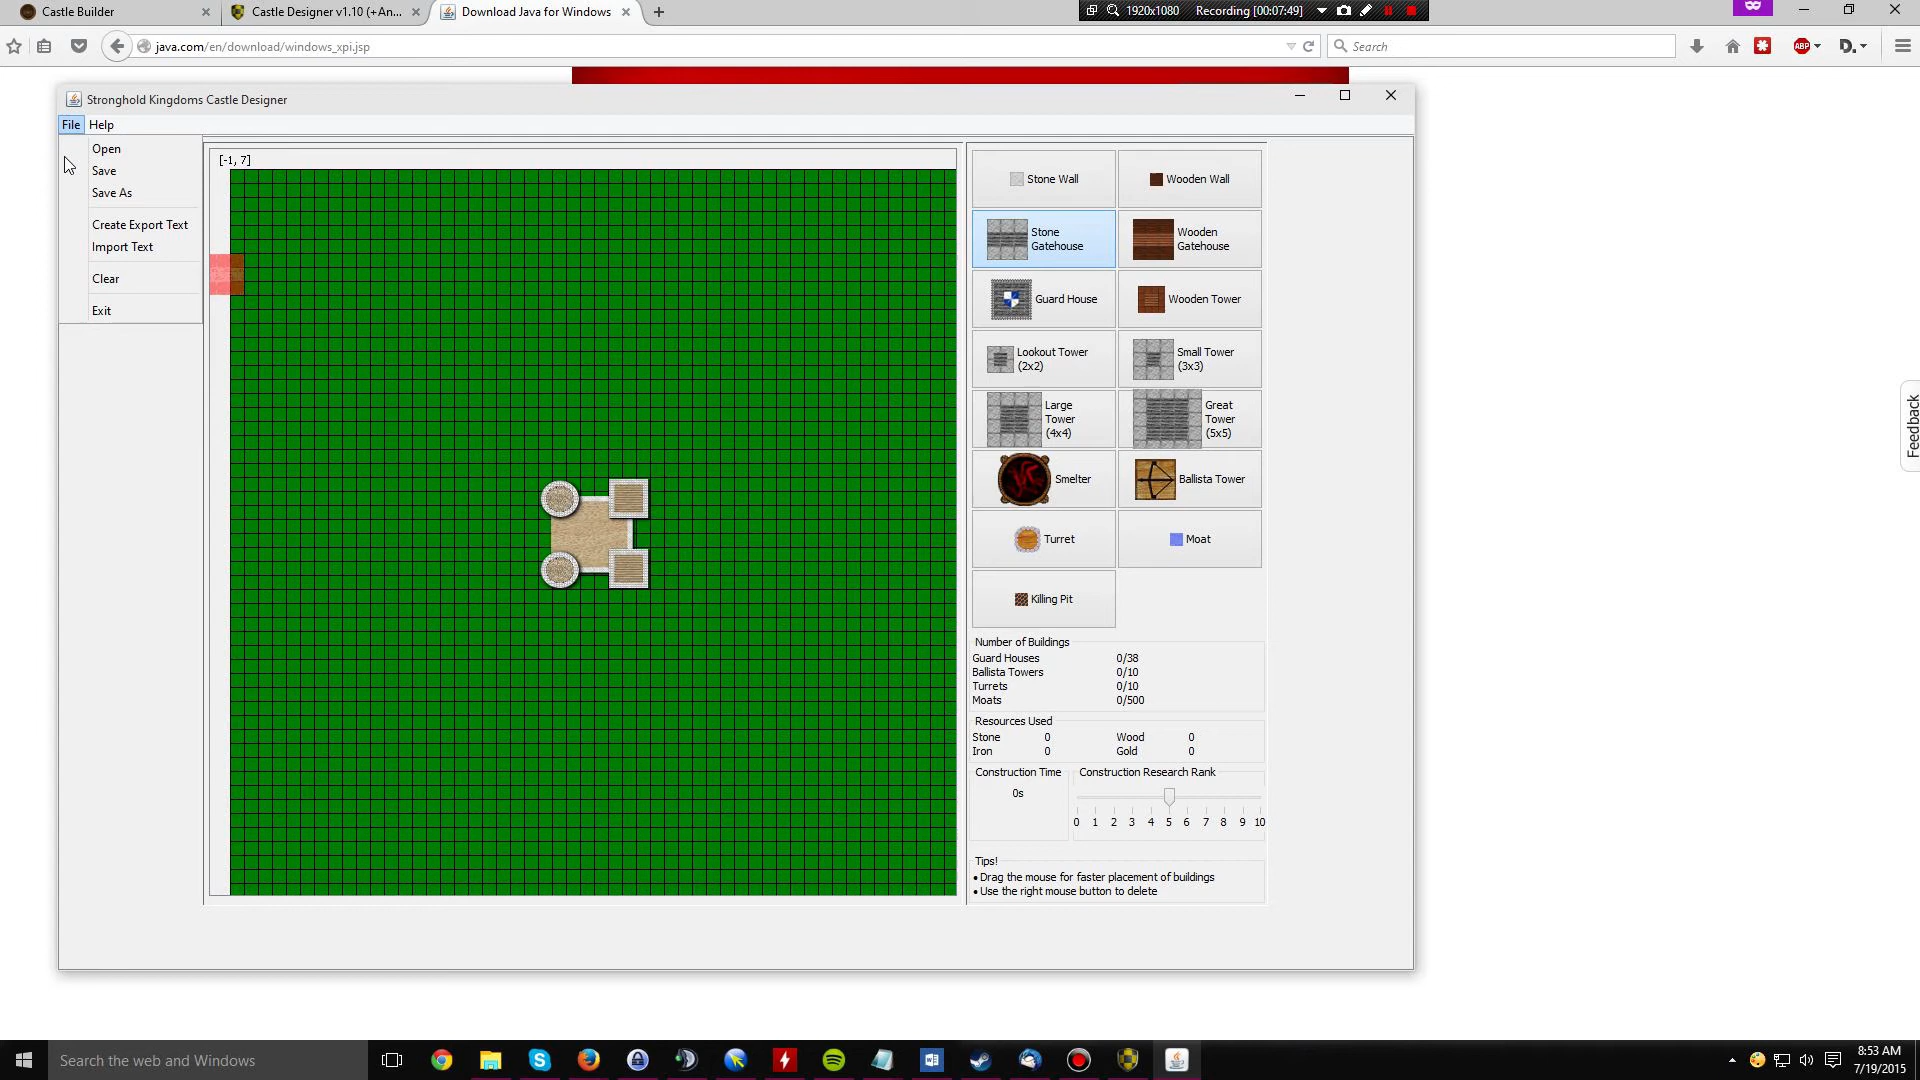 Castle Builder
Castle Designer v1.10 (+An...
Download Java for Windows
1920x1080
Recording [00:07:49]
java.com/en/download/windows_xpi.jsp
Search
ABP
D.
Stronghold Kingdoms Castle Designer
File
Help
Open
Save
Save As
Create Export Text
Import Text
Clear
Exit
[-1, 7]
Stone Wall
Wooden Wall
Stone
Gatehouse
Wooden
Gatehouse
Guard House
Wooden Tower
Lookout Tower
(2x2)
Small Tower
(3x3)
Large
Tower
(4x4)
Great
Tower
(5x5)
Smelter
Ballista Tower
Turret
Moat
Killing Pit
Number of Buildings
Guard Houses 0/38
Ballista Towers 0/10
Turrets 0/10
Moats 0/500
Resources Used
Stone 0 Wood 0
Iron 0 Gold 0
Construction Time
0s
Construction Research Rank
0 1 2 3 4 5 6 7 8 9 10
Tips!
• Drag the mouse for faster placement of buildings
• Use the right mouse button to delete
Feedback
Search the web and Windows
8:53 AM
7/19/2015